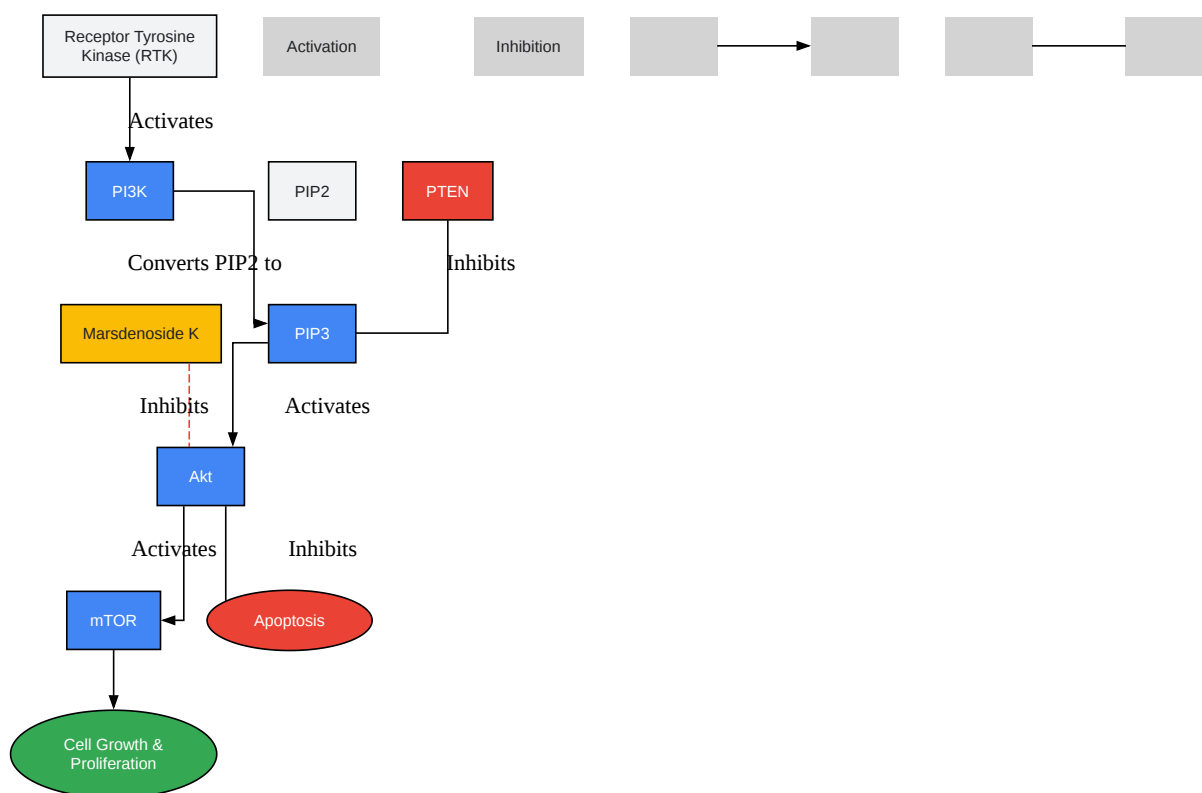 Receptor Tyrosine
Kinase (RTK)
Activation
Inhibition
Activates
PI3K
PIP2
PTEN
Converts PIP2 to
Inhibits
Marsdenoside K
PIP3
Inhibits
Activates
Akt
Activates
Inhibits
mTOR
Apoptosis
Cell Growth &
Proliferation